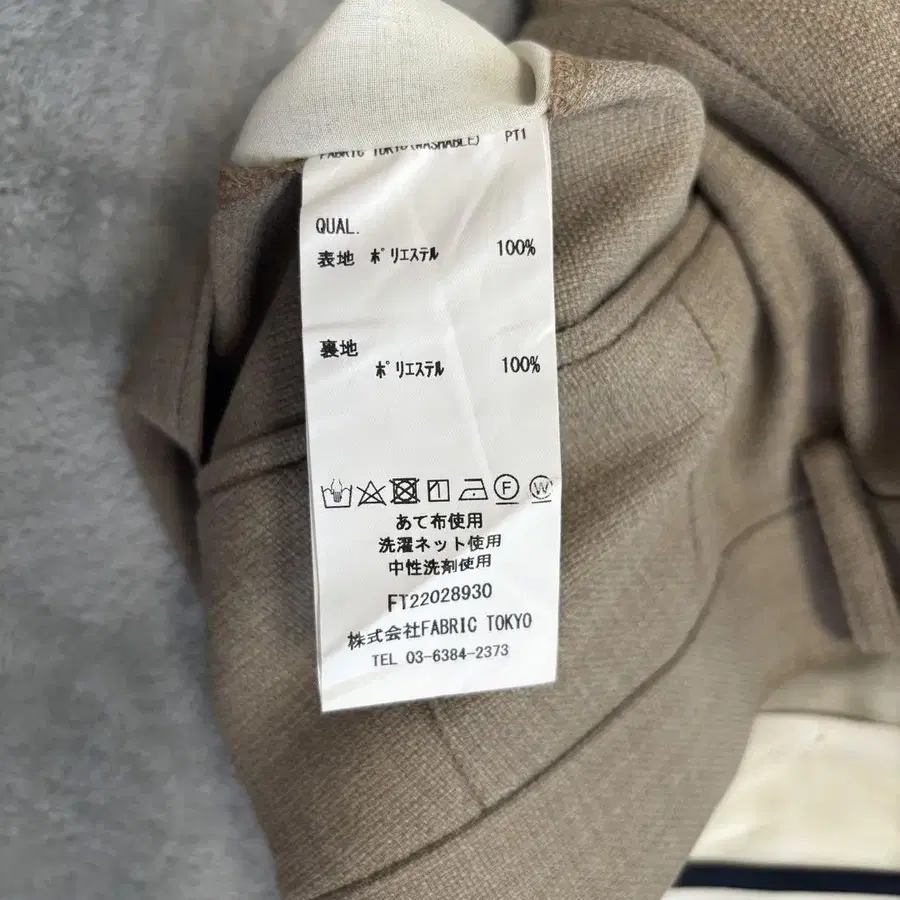 FABRIC TOKYO(WASHABLE) PT1
QUAL.
表地 ポリエステル 100%
裏地
ポリエステル 100%
F W
あて布使用
洗濯ネット使用
中性洗剤使用
FT22028930
株式会社FABRIC TOKYO
TEL 03-6384-2373